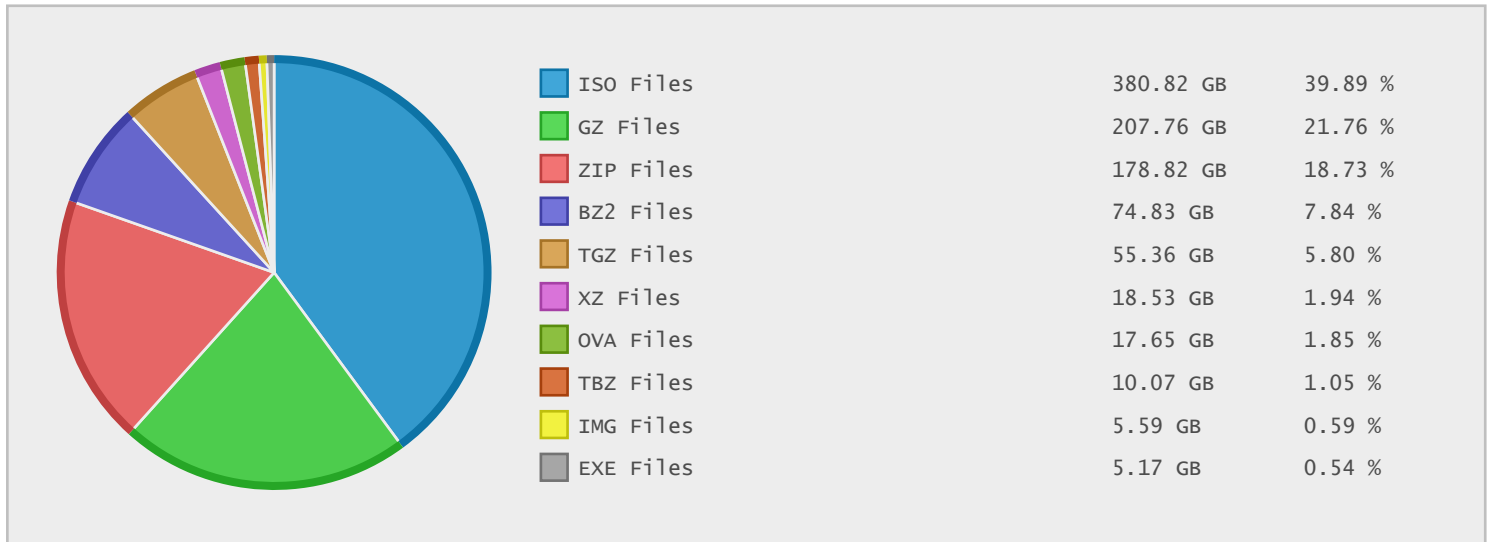 ISO Files 380.82 GB 39.89 %
GZ Files 207.76 GB 21.76 %
ZIP Files 178.82 GB 18.73 %
BZ2 Files 74.83 GB 7.84 %
TGZ Files 55.36 GB 5.80 %
XZ Files 18.53 GB 1.94 %
OVA Files 17.65 GB 1.85 %
TBZ Files 10.07 GB 1.05 %
IMG Files 5.59 GB 0.59 %
EXE Files 5.17 GB 0.54 %